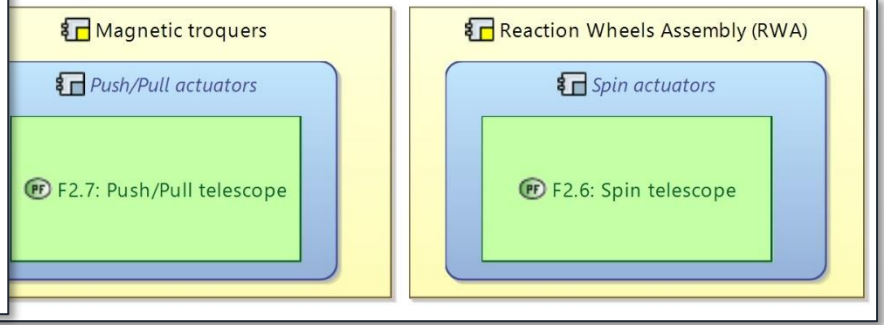 Magnetic troquers
Reaction Wheels Assembly (RWA)
Push/Pull actuators
Spin actuators
PF F2.7: Push/Pull telescope
PF F2.6: Spin telescope